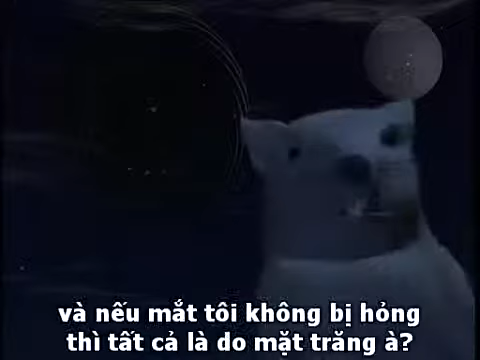 và nếu mắt tôi không bị hỏng
thì tất cả là do mặt trăng à?